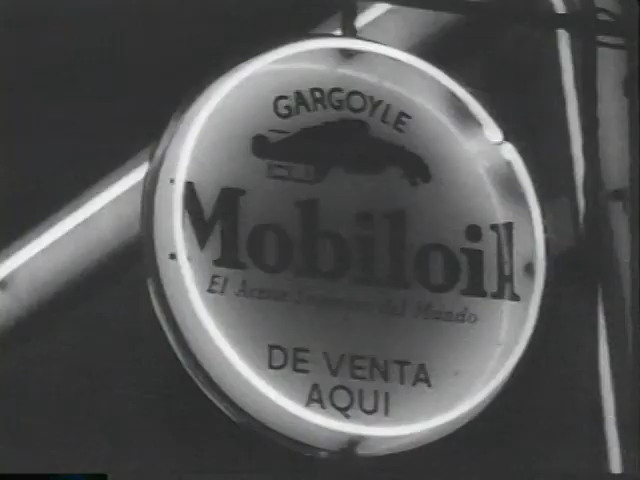 GARGOYLE
Mobiloil
El Aceite del Mundo
DE VENTA
AQUI